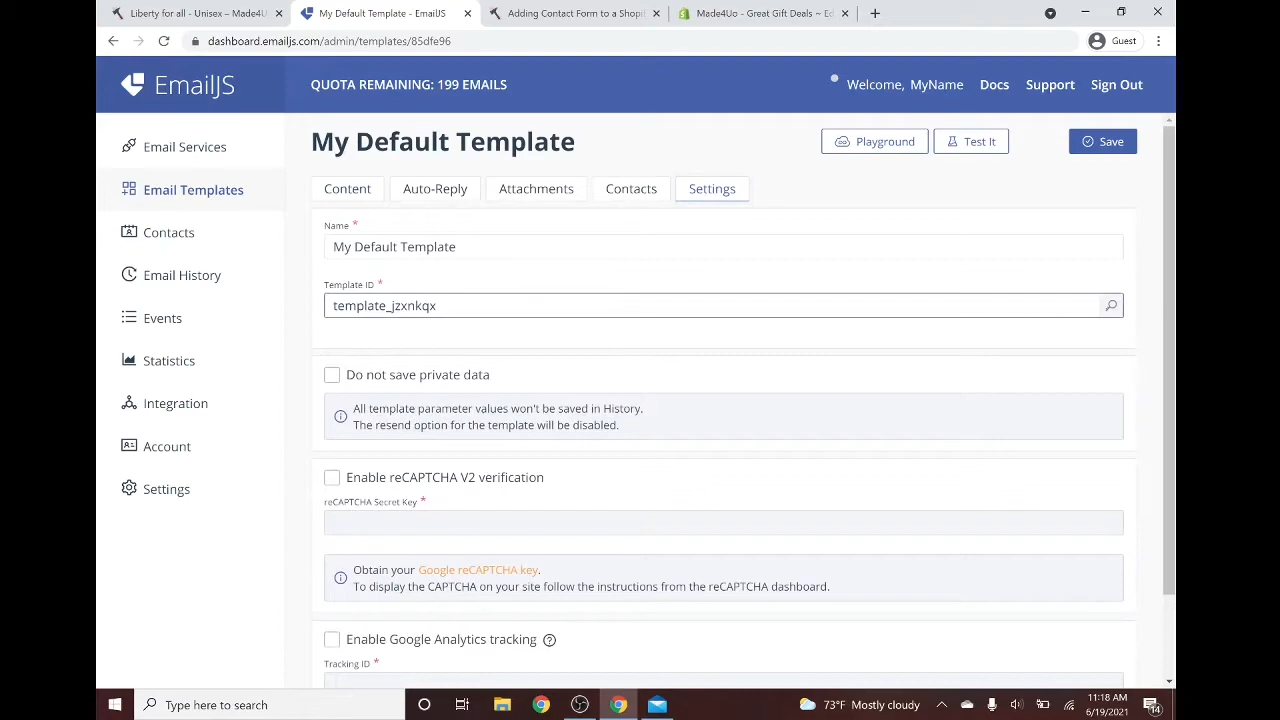 Liberty for all - Unisex – Made4U
My Default Template - EmailJS
Adding Contact Form to a Shopi
Made4Uo - Great Gift Deals ~ Ed
dashboard.emailjs.com/admin/templates/85dfe96
Guest
EmailJS
QUOTA REMAINING: 199 EMAILS
Welcome, MyName
Docs
Support
Sign Out
Email Services
Email Templates
Contacts
Email History
Events
Statistics
Integration
Account
Settings
My Default Template
Playground
Test It
Save
Content
Auto-Reply
Attachments
Contacts
Settings
Name *
My Default Template
Template ID *
template_jzxnkqx
Do not save private data
All template parameter values won't be saved in History.
The resend option for the template will be disabled.
Enable reCAPTCHA V2 verification
reCAPTCHA Secret Key *
Obtain your Google reCAPTCHA key.
To display the CAPTCHA on your site follow the instructions from the reCAPTCHA dashboard.
Enable Google Analytics tracking
Tracking ID *
Type here to search
73°F Mostly cloudy
11:18 AM
6/19/2021
14